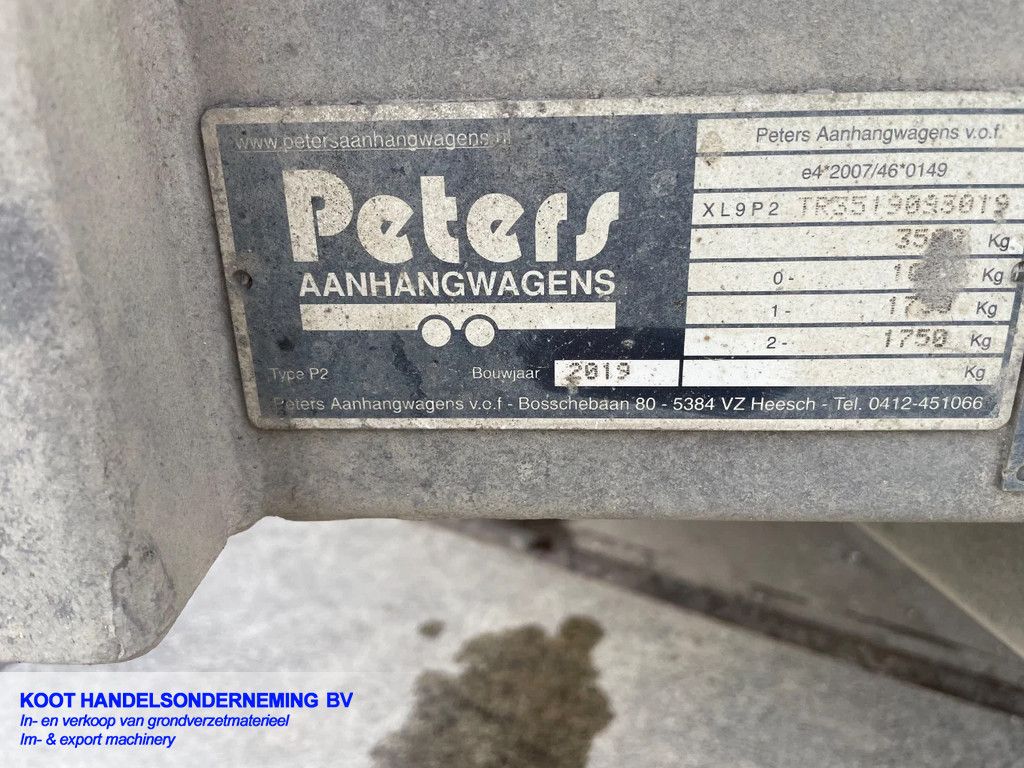 www.petersaanhangwagens.nl
Peters
AANHANGWAGENS
Type P2 Bouwjaar 2019
Peters Aanhangwagens v.o.f.
e4*2007/46*0149
XL9P2 TR3519093019
Kg
0- Kg
1- Kg
2- 1750 Kg
Kg
Peters Aanhangwagens v.o.f - Bosschebaan 80 - 5384 VZ Heesch - Tel. 0412-451066
KOOT HANDELSONDERNEMING BV
In- en verkoop van grondverzetmaterieel
Im- & export machinery